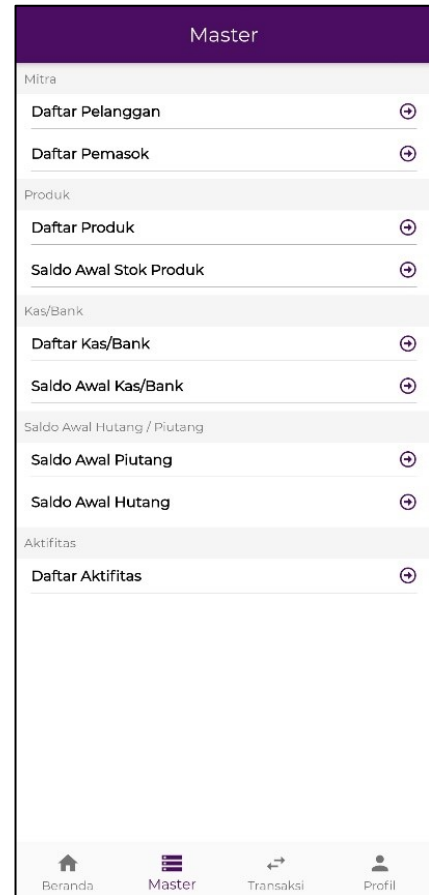 Master
Mitra
Daftar Pelanggan
Daftar Pemasok
Produk
Daftar Produk
Saldo Awal Stok Produk
Kas/Bank
Daftar Kas/Bank
Saldo Awal Kas/Bank
Saldo Awal Hutang / Piutang
Saldo Awal Piutang
Saldo Awal Hutang
Aktifitas
Daftar Aktifitas
Beranda Master Transaksi Profil